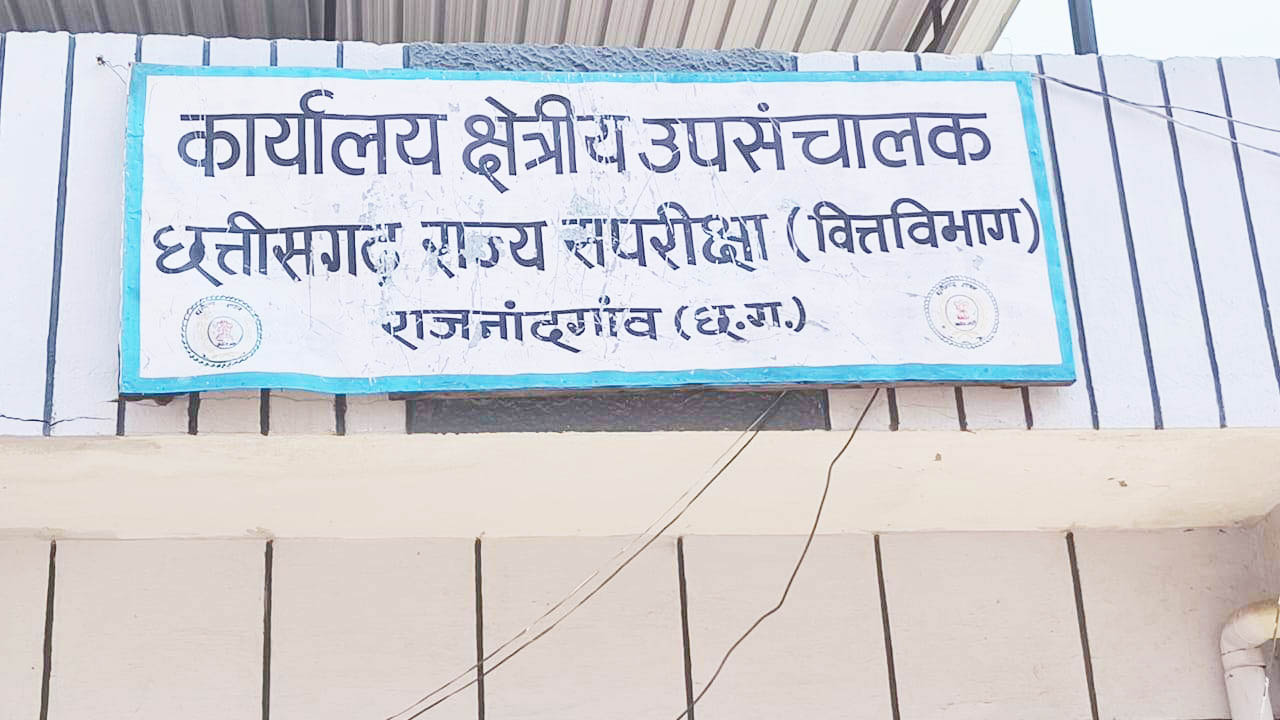 कार्यालय क्षेत्रीय उपसंचालक
छत्तीसगढ़ राज्य संपरीक्षा (वित्तविभाग)
राजनांदगांव (छ.ग.)